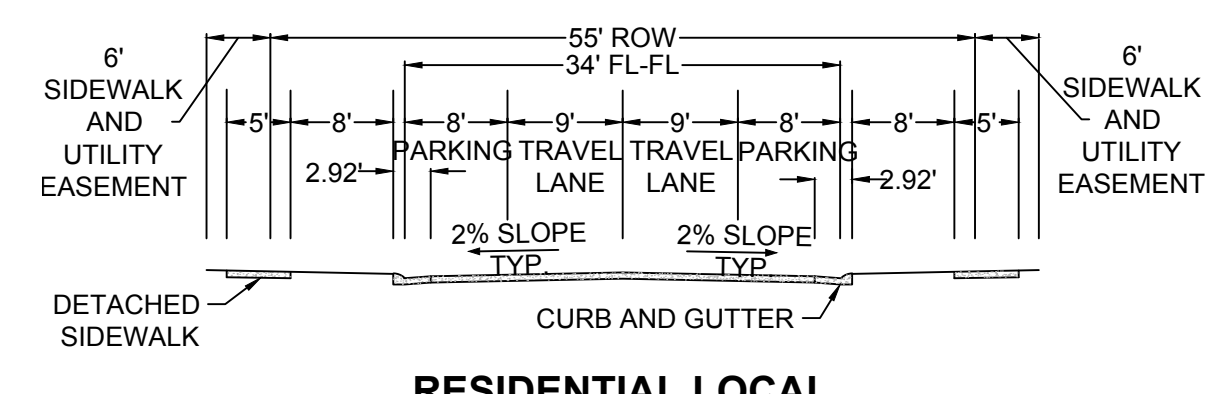 55' ROW
34' FL-FL
6'
SIDEWALK
AND
UTILITY
EASEMENT
6'
SIDEWALK
AND
UTILITY
EASEMENT
5' 8' 8' 9' 9' 8' 8' 5'
PARKING TRAVEL LANE TRAVEL LANE PARKING
2.92' 2.92'
2% SLOPE
TYP.
2% SLOPE
TYP
DETACHED
SIDEWALK
CURB AND GUTTER
RESIDENTIAL LOCAL